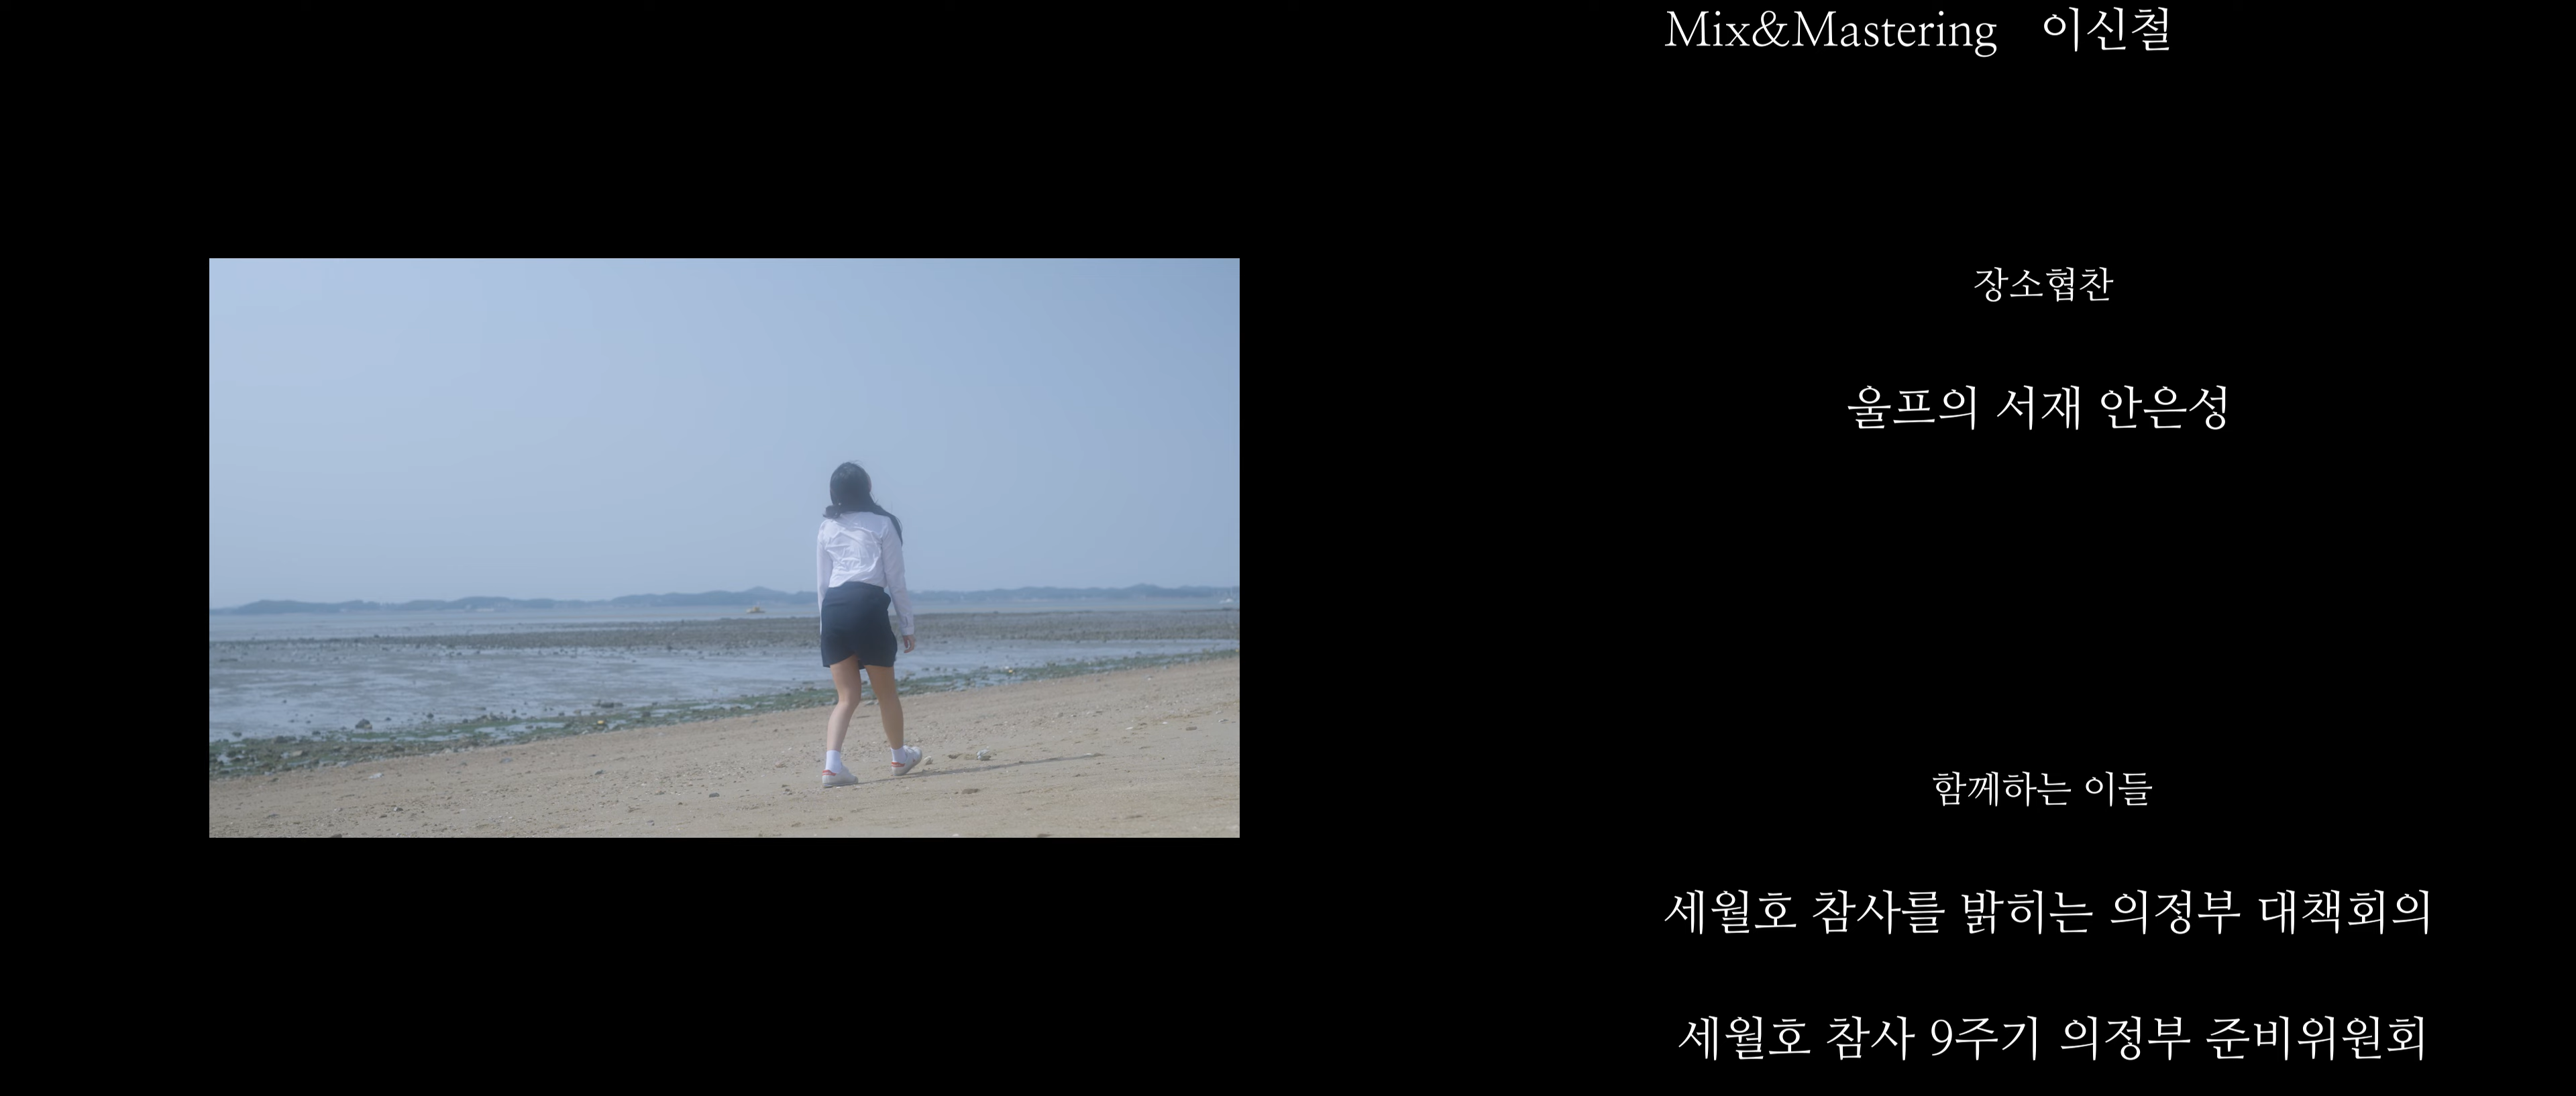 Mix&Mastering 이신철
장소협찬
울프의 서재 안은성
함께하는 이들
세월호 참사를 밝히는 의정부 대책회의
세월호 참사 9주기 의정부 준비위원회